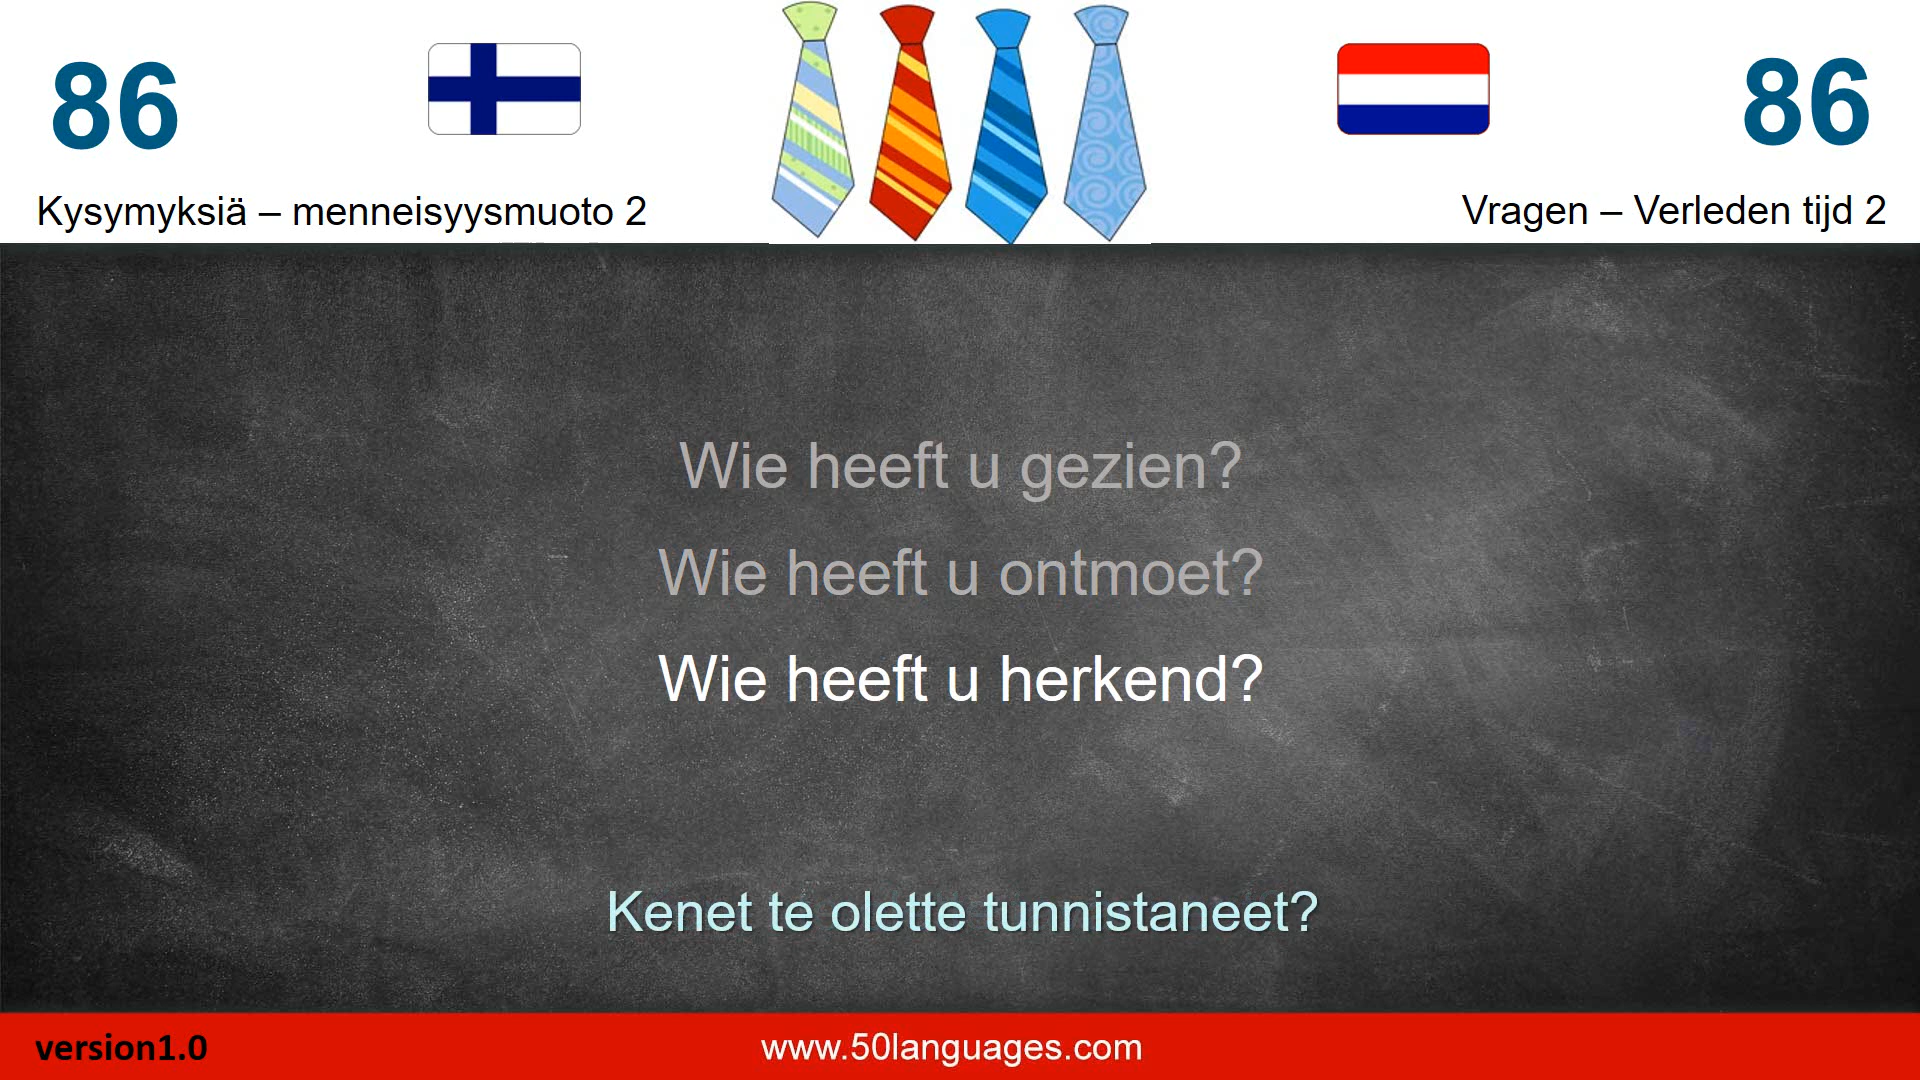 86
86
Kysymyksiä – menneisyysmuoto 2
Vragen – Verleden tijd 2
Wie heeft u gezien?
Wie heeft u ontmoet?
Wie heeft u herkend?
Kenet te olette tunnistaneet?
version1.0
www.50languages.com